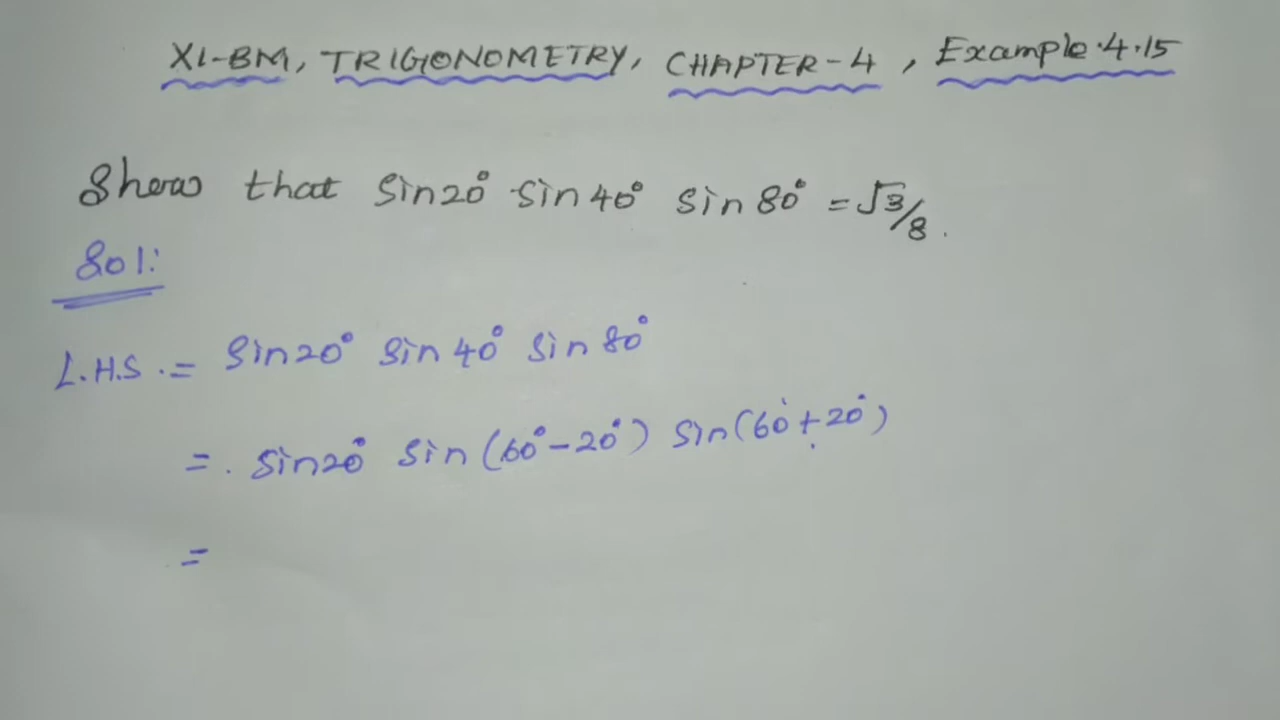 XI-BM, TRIGONOMETRY, CHAPTER-4, Example.4.15
Show that sin20° sin40° sin80° = √3/8.
Sol:
L.H.S. = sin20° sin40° sin80°
= sin20° sin(60°-20°) sin(60°+20°)
=